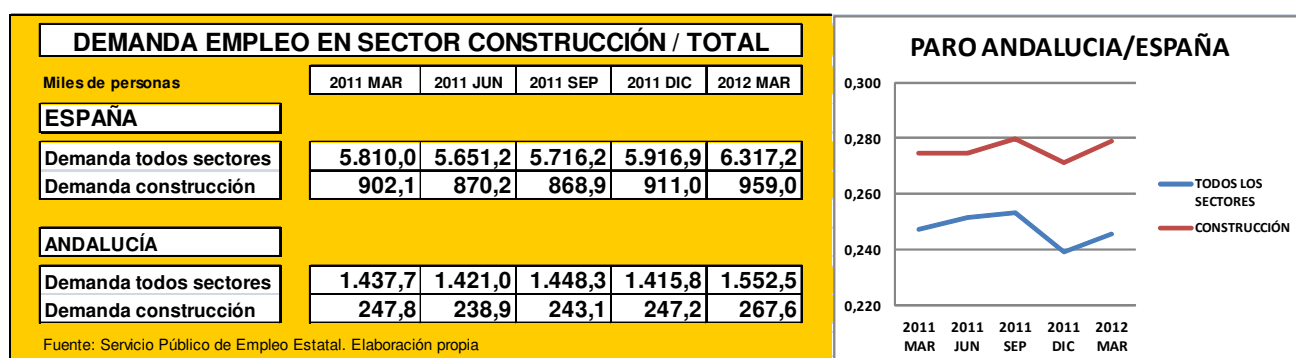 DEMANDA EMPLEO EN SECTOR CONSTRUCCIÓN / TOTAL
Miles de personas 2011 MAR 2011 JUN 2011 SEP 2011 DIC 2012 MAR
ESPAÑA
Demanda todos sectores 5.810,0 5.651,2 5.716,2 5.916,9 6.317,2
Demanda construcción 902,1 870,2 868,9 911,0 959,0
ANDALUCÍA
Demanda todos sectores 1.437,7 1.421,0 1.448,3 1.415,8 1.552,5
Demanda construcción 247,8 238,9 243,1 247,2 267,6
Fuente: Servicio Público de Empleo Estatal. Elaboración propia
PARO ANDALUCIA/ESPAÑA
0,300
0,280
0,260
0,240
0,220
2011 2011 2011 2011 2012
MAR JUN SEP DIC MAR
TODOS LOS
SECTORES
CONSTRUCCIÓN